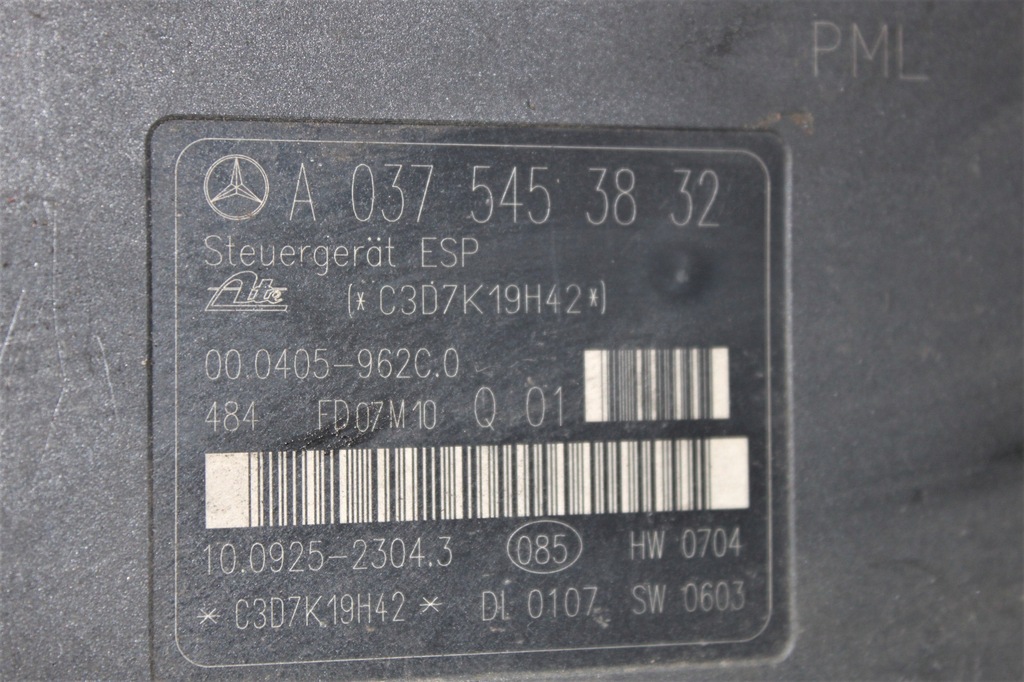 PML
A 037 545 38 32
Steuergerät ESP
Ate (*C3D7K19H42*)
00.0405-962C.0
484 FD07M10 Q 01
10.0925-2304.3 085 HW 0704
*C3D7K19H42* DL 0107 SW 0603